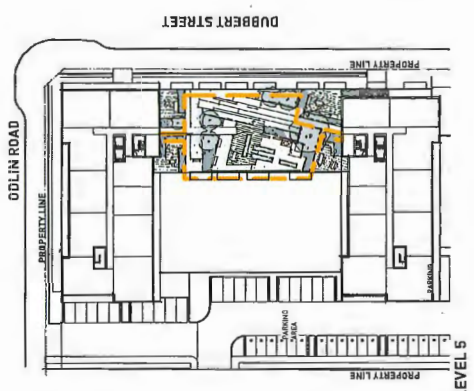 DUBBERT STREET
PROPERTY LINE
ODLIN ROAD
PROPERTY LINE
PARKING
PARKING
AREA
PROPERTY LINE
EVEL 5